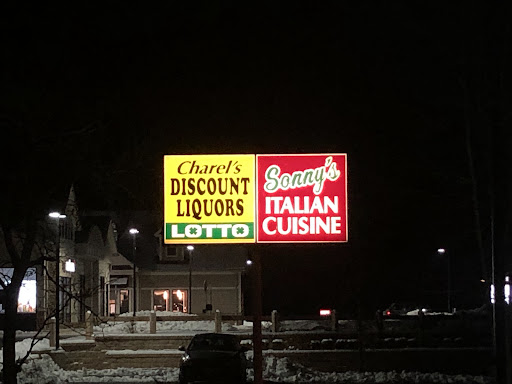 Charel's
DISCOUNT
LIQUORS
LOTTO
Sonny's
ITALIAN
CUISINE